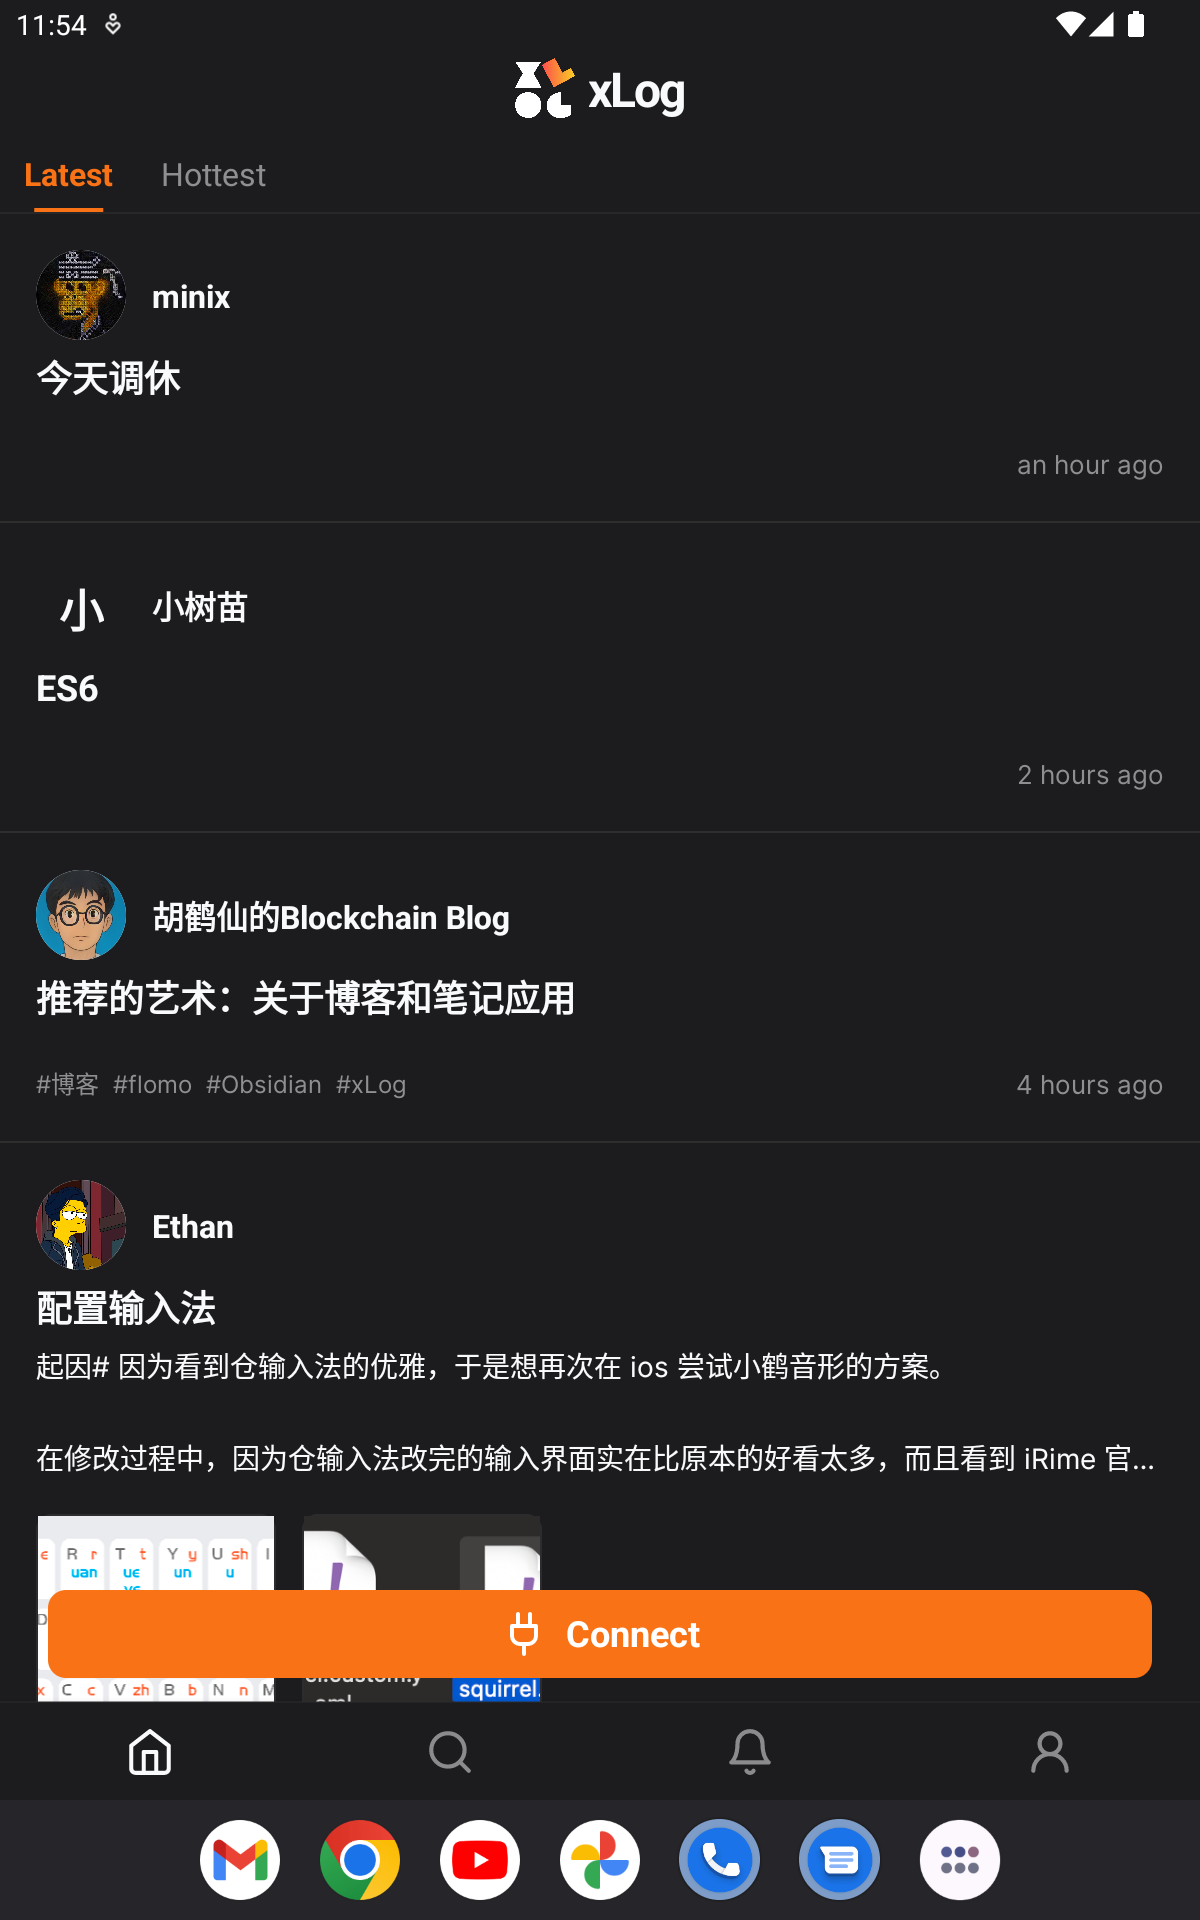 11:54
xLog
Latest Hottest
minix
今天调休
an hour ago
小 小树苗
ES6
2 hours ago
胡鹤仙的Blockchain Blog
推荐的艺术：关于博客和笔记应用
#博客 #flomo #Obsidian #xLog 4 hours ago
Ethan
配置输入法
起因# 因为看到仓输入法的优雅，于是想再次在 ios 尝试小鹤音形的方案。
在修改过程中，因为仓输入法改完的输入界面实在比原本的好看太多，而且看到 iRime 官...
e R r T t Y y U sh I
uan ue un u
D
Connect
x C c V zh B b N n M
squirrel.